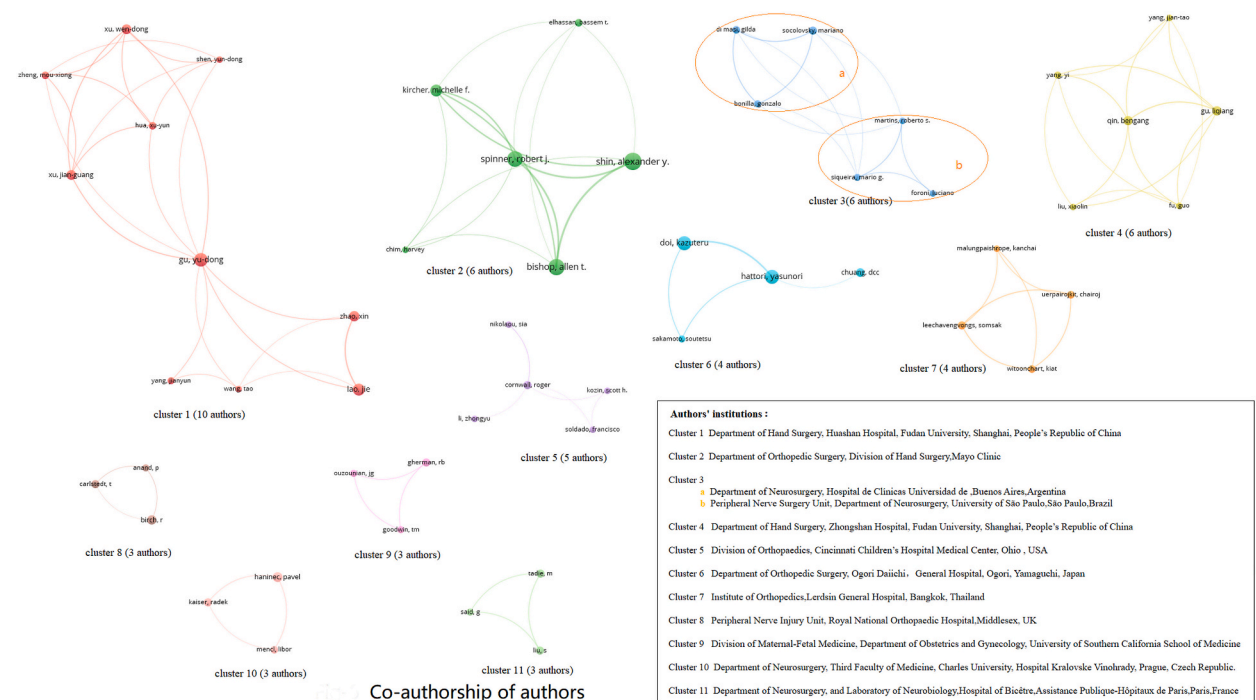 xu, wen-dong
shen, yun-dong
zheng, mou-xiong
hua, xu-yun
xu, jian-guang
gu, yu-dong
zhao, xin
yang, jianyun
wang, tao
lao, jie
cluster 1 (10 authors)
elhassan, bassem t.
kircher, michelle f.
spinner, robert j.
shin, alexander y.
chim, harvey
bishop, allen t.
cluster 2 (6 authors)
di masi, gilda
socolovsky, mariano
a
bonilla, gonzalo
martins, roberto s.
b
siqueira, mario g.
foroni, luciano
cluster 3(6 authors)
yang, jian-tao
yang, yi
gu, liqiang
qin, bengang
liu, xiaolin
fu, guo
cluster 4 (6 authors)
nikolaou, sia
cornwall, roger
kozin, scott h.
li, zhongyu
soldado, francisco
cluster 5 (5 authors)
doi, kazuteru
hattori, yasunori
chuang, dcc
sakamoto, soutetsu
cluster 6 (4 authors)
malungpaishrope, kanchai
uerpairojkit, chairoj
leechavengvongs, somsak
witoonchart, kiat
cluster 7 (4 authors)
anand, p
carlstedt, t
birch, r
cluster 8 (3 authors)
gherman, rb
ouzounian, jg
goodwin, tm
cluster 9 (3 authors)
haninec, pavel
kaiser, radek
mencl, libor
cluster 10 (3 authors)
tadie, m
said, g
liu, s
cluster 11 (3 authors)
Co-authorship of authors
Authors' institutions :
Cluster 1 Department of Hand Surgery, Huashan Hospital, Fudan University, Shanghai, People's Republic of China
Cluster 2 Department of Orthopedic Surgery, Division of Hand Surgery,Mayo Clinic
Cluster 3
a Department of Neurosurgery, Hospital de Clínicas Universidad de ,Buenos Aires,Argentina
b Peripheral Nerve Surgery Unit, Department of Neurosurgery, University of São Paulo,São Paulo,Brazil
Cluster 4 Department of Hand Surgery, Zhongshan Hospital, Fudan University, Shanghai, People's Republic of China
Cluster 5 Division of Orthopaedics, Cincinnati Children's Hospital Medical Center, Ohio , USA
Cluster 6 Department of Orthopedic Surgery, Ogori Daiichi，General Hospital, Ogori, Yamaguchi, Japan
Cluster 7 Institute of Orthopedics,Lerdsin General Hospital, Bangkok, Thailand
Cluster 8 Peripheral Nerve Injury Unit, Royal National Orthopaedic Hospital,Middlesex, UK
Cluster 9 Division of Maternal-Fetal Medicine, Department of Obstetrics and Gynecology, University of Southern California School of Medicine
Cluster 10 Department of Neurosurgery, Third Faculty of Medicine, Charles University, Hospital Kralovske Vinohrady, Prague, Czech Republic.
Cluster 11 Department of Neurosurgery, and Laboratory of Neurobiology,Hospital of Bicêtre,Assistance Publique-Hôpitaux de Paris,Paris,France